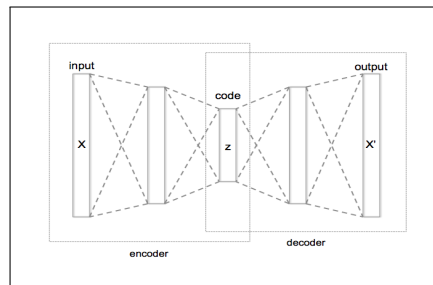 input
output
code
X
z
X'
encoder
decoder